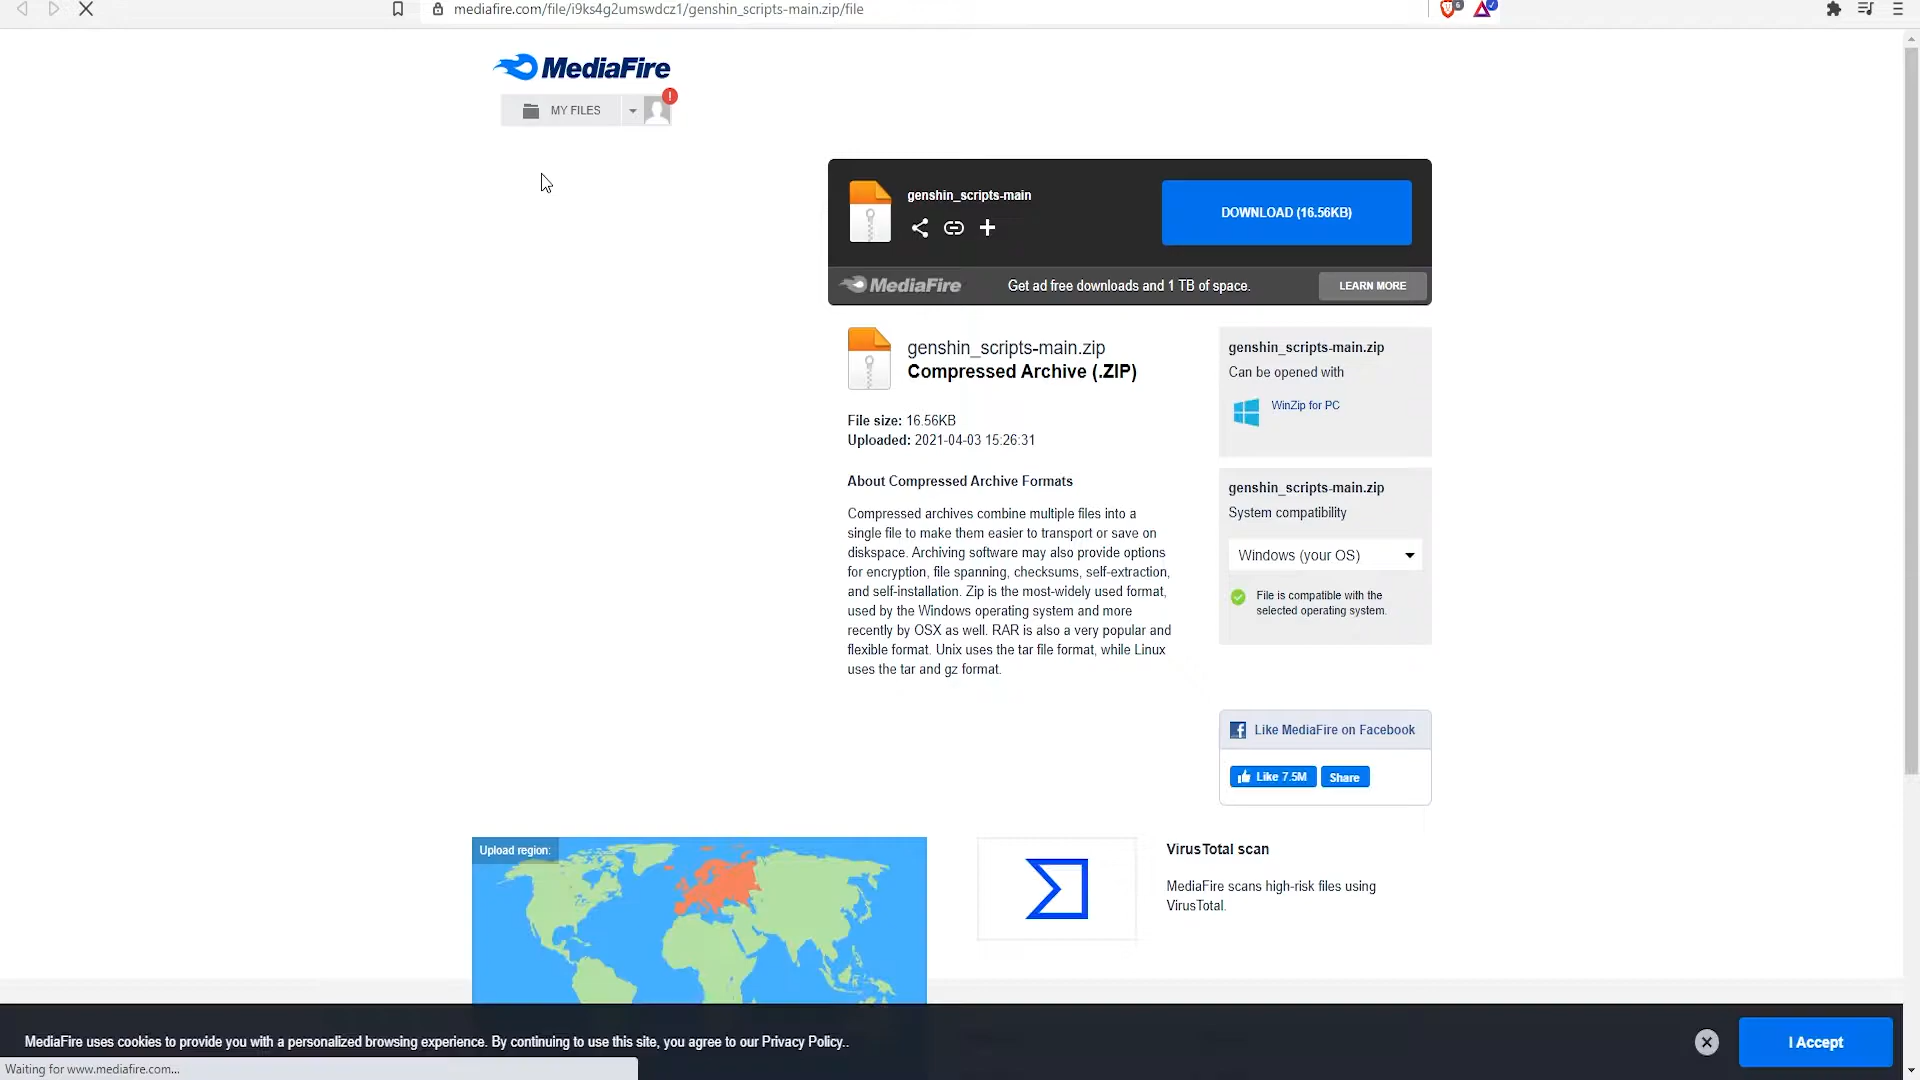 mediafire.com/file/i9ks4g2umswdcz1/genshin_scripts-main.zip/file
6
MediaFire
MY FILES
!
genshin_scripts-main
DOWNLOAD (16.56KB)
MediaFire
Get ad free downloads and 1 TB of space.
LEARN MORE
genshin_scripts-main.zip
Compressed Archive (.ZIP)
File size: 16.56KB
Uploaded: 2021-04-03 15:26:31
About Compressed Archive Formats
Compressed archives combine multiple files into a
single file to make them easier to transport or save on
diskspace. Archiving software may also provide options
for encryption, file spanning, checksums, self-extraction,
and self-installation. Zip is the most-widely used format,
used by the Windows operating system and more
recently by OSX as well. RAR is also a very popular and
flexible format. Unix uses the tar file format, while Linux
uses the tar and gz format.
genshin_scripts-main.zip
Can be opened with
WinZip for PC
genshin_scripts-main.zip
System compatibility
Windows (your OS)
File is compatible with the
selected operating system.
Like MediaFire on Facebook
Like 7.5M
Share
Upload region:
VirusTotal scan
MediaFire scans high-risk files using
VirusTotal.
MediaFire uses cookies to provide you with a personalized browsing experience. By continuing to use this site, you agree to our Privacy Policy..
I Accept
Waiting for www.mediafire.com...